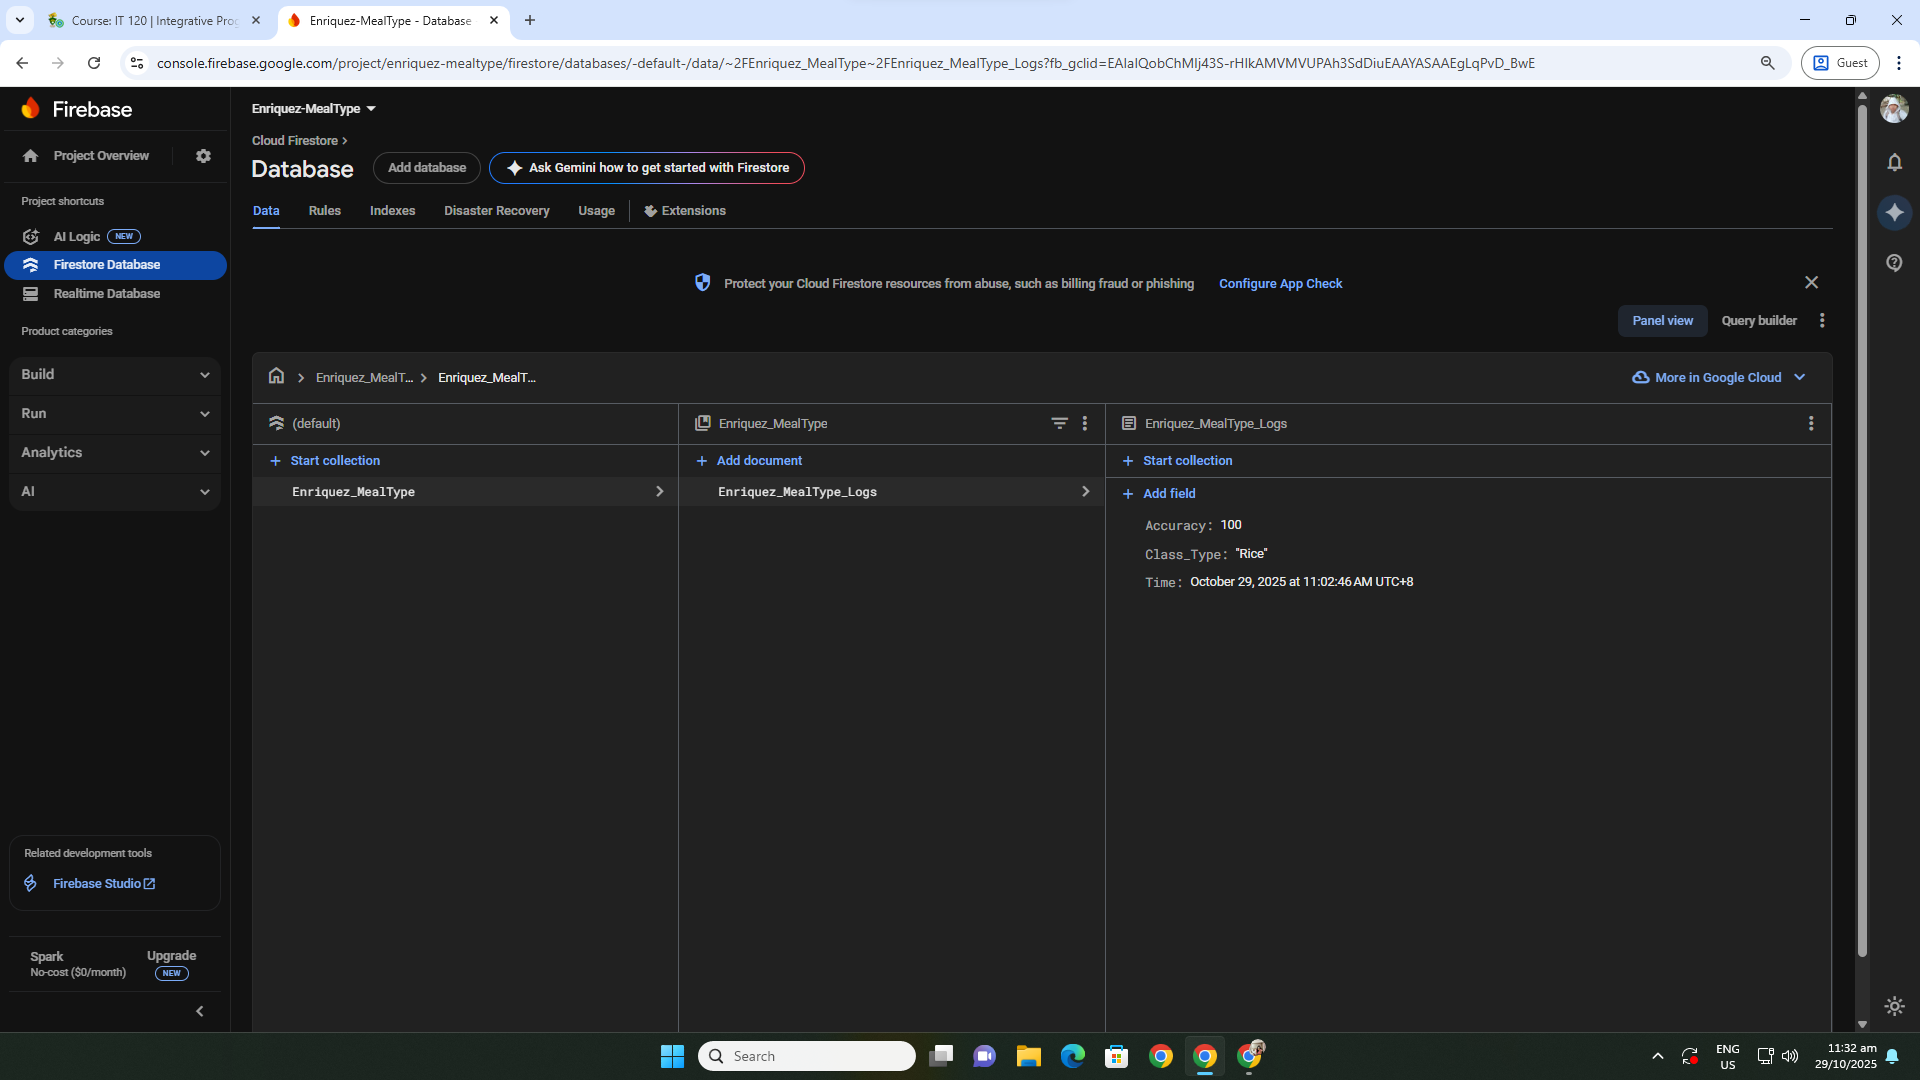 Course: IT 120 | Integrative Prog
Enriquez-MealType - Database
console.firebase.google.com/project/enriquez-mealtype/firestore/databases/-default-/data/~2FEnriquez_MealType~2FEnriquez_MealType_Logs?fb_gclid=EAIaIQobChMIj43S-rHIkAMVMVUPAh3SdDiuEAAYASAAEgLqPvD_BwE
Guest
Firebase
Project Overview
Project shortcuts
AI Logic NEW
Firestore Database
Realtime Database
Product categories
Build
Run
Analytics
AI
Related development tools
Firebase Studio
Spark
No-cost ($0/month)
Upgrade
NEW
Enriquez-MealType
Cloud Firestore
Database
Add database
Ask Gemini how to get started with Firestore
Data Rules Indexes Disaster Recovery Usage Extensions
Protect your Cloud Firestore resources from abuse, such as billing fraud or phishing Configure App Check
Panel view Query builder
Enriquez_MealT... Enriquez_MealT...
More in Google Cloud
(default)
Start collection
Enriquez_MealType
Enriquez_MealType
Add document
Enriquez_MealType_Logs
Enriquez_MealType_Logs
Start collection
Add field
Accuracy: 100
Class_Type: "Rice"
Time: October 29, 2025 at 11:02:46 AM UTC+8
Search
ENG
US
11:32 am
29/10/2025